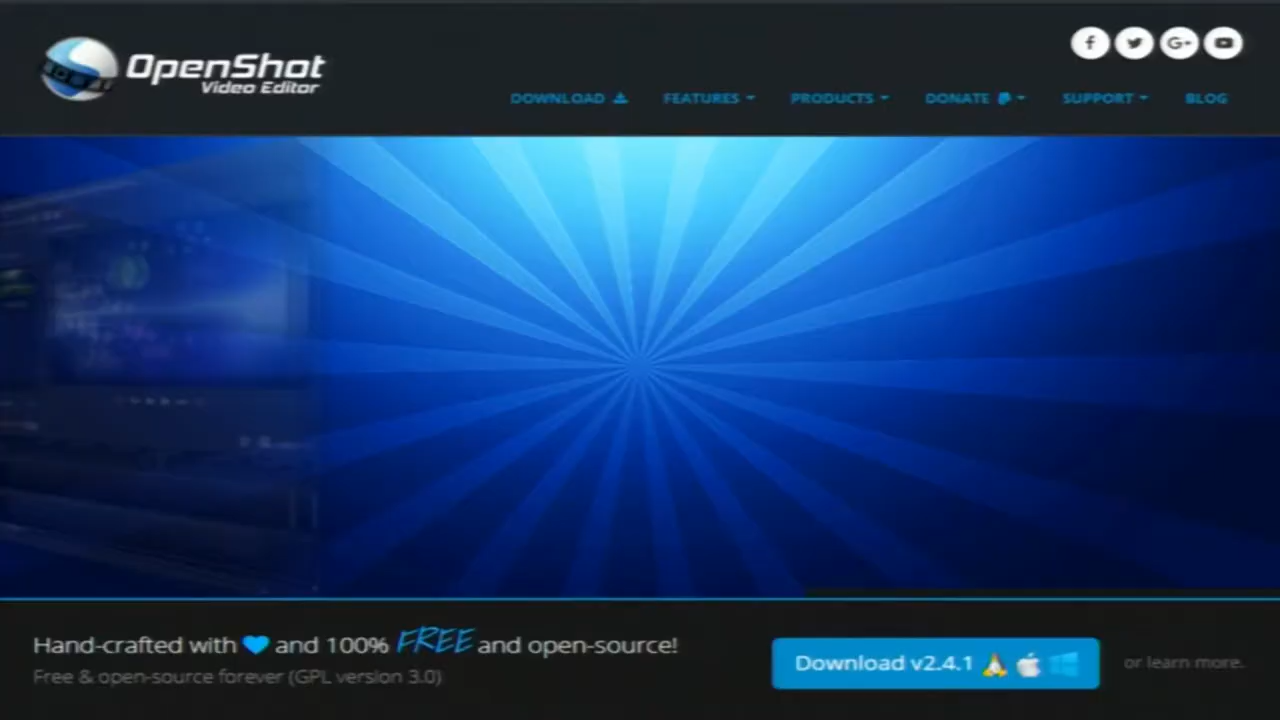 OpenShot
Video Editor
DOWNLOAD FEATURES PRODUCTS DONATE SUPPORT BLOG
Hand-crafted with and 100% FREE and open-source!
Free & open-source forever (GPL version 3.0)
Download v2.4.1
or learn more.